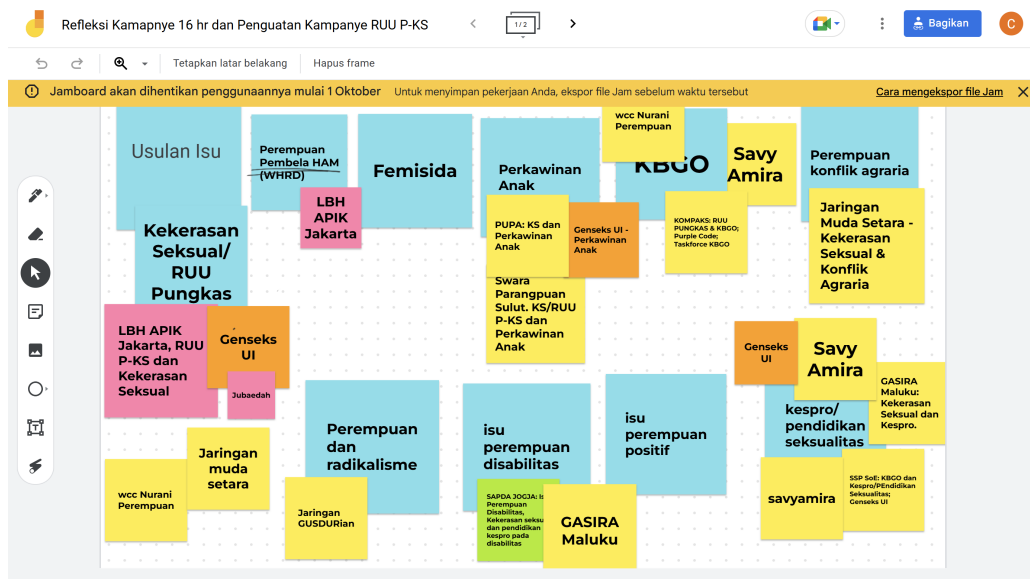 Refleksi Kamapnye 16 hr dan Penguatan Kampanye RUU P-KS
1 / 2
Bagikan
C
Tetapkan latar belakang
Hapus frame
Jamboard akan dihentikan penggunaannya mulai 1 Oktober
Untuk menyimpan pekerjaan Anda, ekspor file Jam sebelum waktu tersebut
Cara mengekspor file Jam
Usulan Isu
Perempuan
Pembela HAM
(WHRD)
LBH
APIK
Jakarta
Femisida
Perkawinan
Anak
PUPA: KS dan
Perkawinan
Anak
Genseks UI -
Perkawinan
Anak
Swara
Parangpuan
Sulut. KS/RUU
P-KS dan
Perkawinan
Anak
wcc Nurani
Perempuan
KBGO
Savy
Amira
KOMPAKS: RUU
PUNGKAS & KBGO;
Purple Code;
Taskforce KBGO
Perempuan
konflik agraria
Jaringan
Muda Setara -
Kekerasan
Seksual &
Konflik
Agraria
Kekerasan
Seksual/
RUU
Pungkas
LBH APIK
Jakarta, RUU
P-KS dan
Kekerasan
Seksual
Genseks
UI
Jubaedah
Jaringan
muda
setara
wcc Nurani
Perempuan
Perempuan
dan
radikalisme
Jaringan
GUSDURian
isu
perempuan
disabilitas
SAPDA JOGJA:
Perempuan
Disabilitas,
Kekerasan
dan pendidikan
kespro pada
disabilitas
GASIRA
Maluku
isu
perempuan
positif
Genseks
UI
Savy
Amira
GASIRA
Maluku:
Kekerasan
Seksual dan
Kespro.
kespro/
pendidikan
seksualitas
savyamira
SSP SoE: KBGO dan
Kespro/PEndidikan
Seksualitas;
Genseks UI